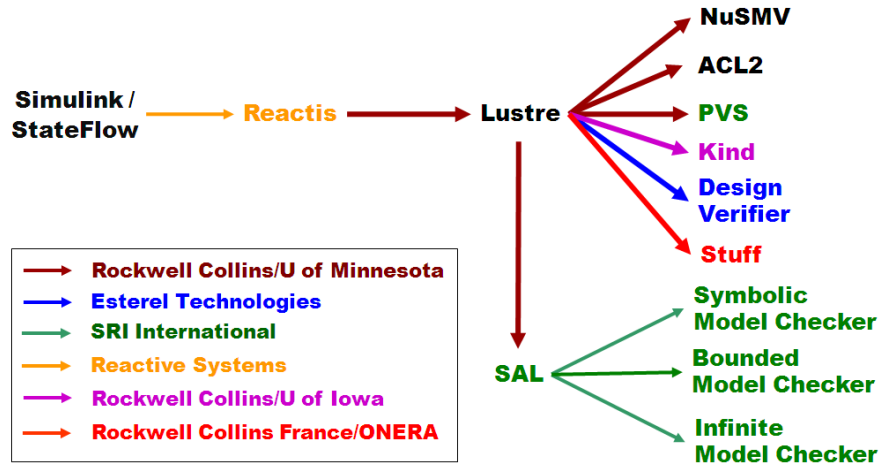 NuSMV
ACL2
Simulink /
StateFlow
Reactis
Lustre
PVS
Kind
Design
Verifier
Stuff
Rockwell Collins/U of Minnesota
Esterel Technologies
SRI International
Reactive Systems
Rockwell Collins/U of Iowa
Rockwell Collins France/ONERA
SAL
Symbolic
Model Checker
Bounded
Model Checker
Infinite
Model Checker